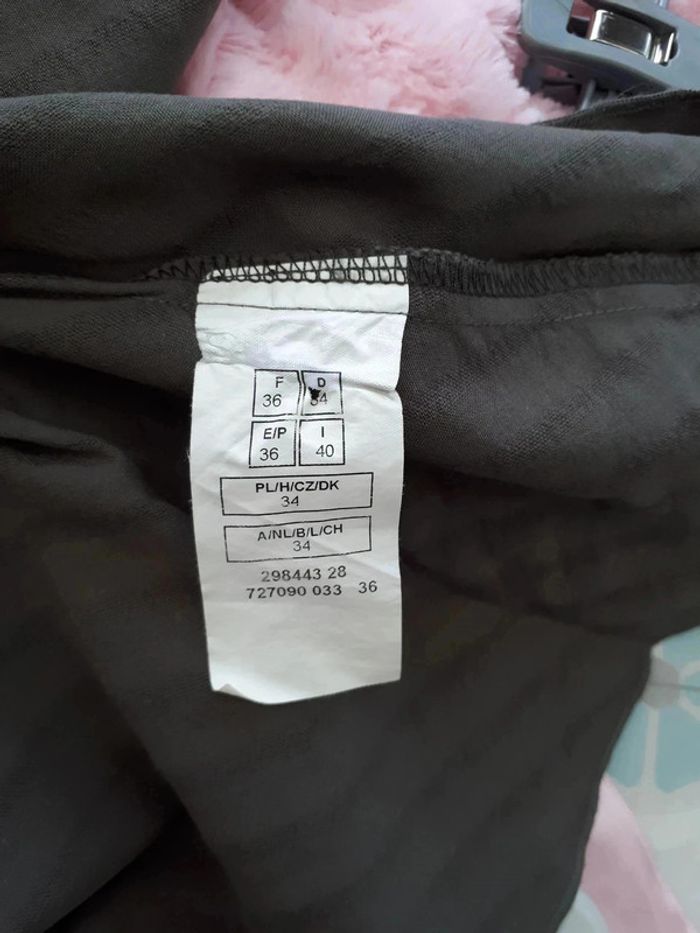 F D
36 34
E/P I
36 40
PL/H/CZ/DK
34
A/NL/B/L/CH
34
298443 28
727090 033 36